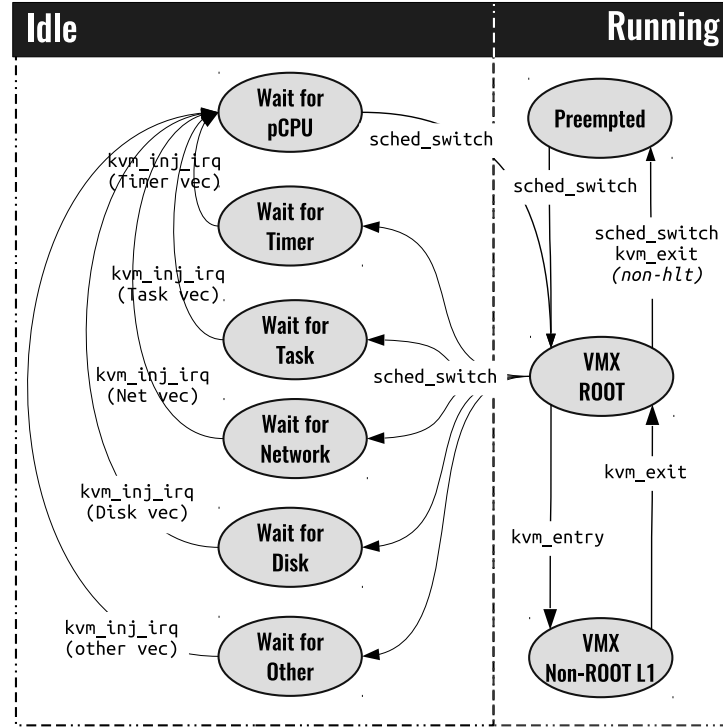 Idle
Running
Wait for
pCPU
Preempted
sched_switch
kvm_inj_irq
(Timer vec)
sched_switch
Wait for
Timer
sched_switch
kvm_exit
(non-hlt)
kvm_inj_irq
(Task vec)
Wait for
Task
kvm_inj_irq
(Net vec)
sched_switch
VMX
ROOT
Wait for
Network
kvm_exit
kvm_inj_irq
(Disk vec)
Wait for
Disk
kvm_entry
kvm_inj_irq
(other vec)
Wait for
Other
VMX
Non-ROOT L1